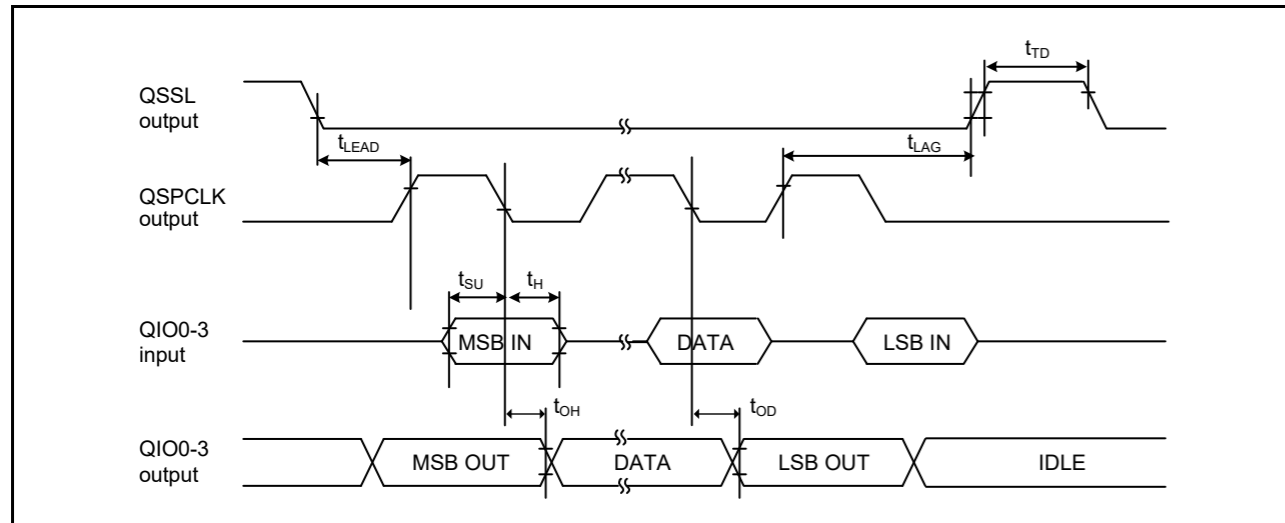 tTD
QSSL
output
tLEAD
tLAG
QSPCLK
output
tSU
tH
QIO0-3
input
MSB IN
DATA
LSB IN
tOH
tOD
QIO0-3
output
MSB OUT
DATA
LSB OUT
IDLE